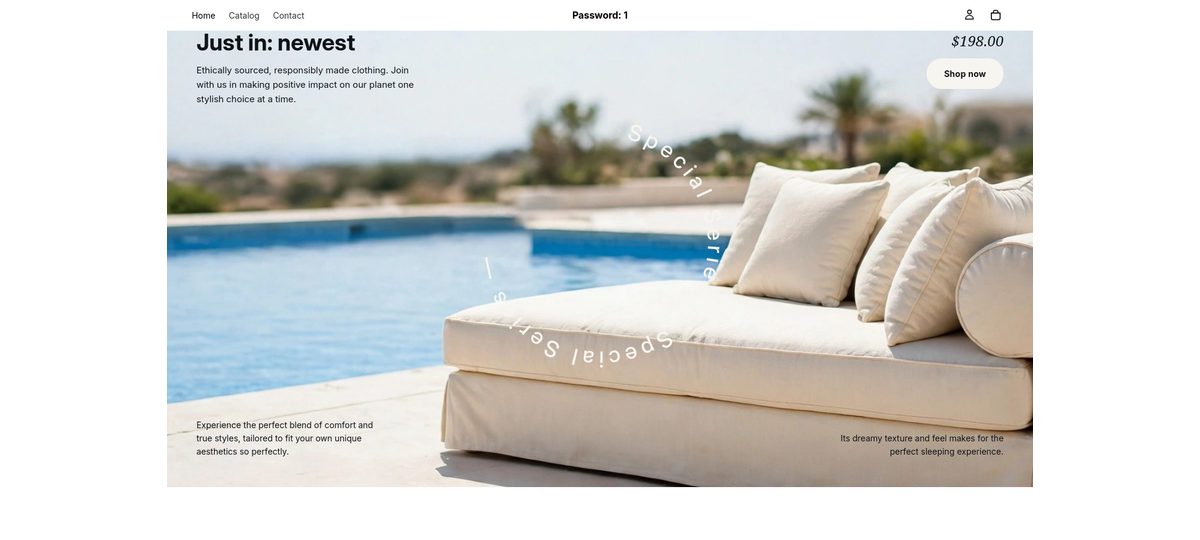 Home Catalog Contact
Password: 1
Just in: newest
$198.00
Ethically sourced, responsibly made clothing. Join
with us in making positive impact on our planet one
stylish choice at a time.
Shop now
Special Serie
Special Seri s |
Experience the perfect blend of comfort and
true styles, tailored to fit your own unique
aesthetics so perfectly.
Its dreamy texture and feel makes for the
perfect sleeping experience.